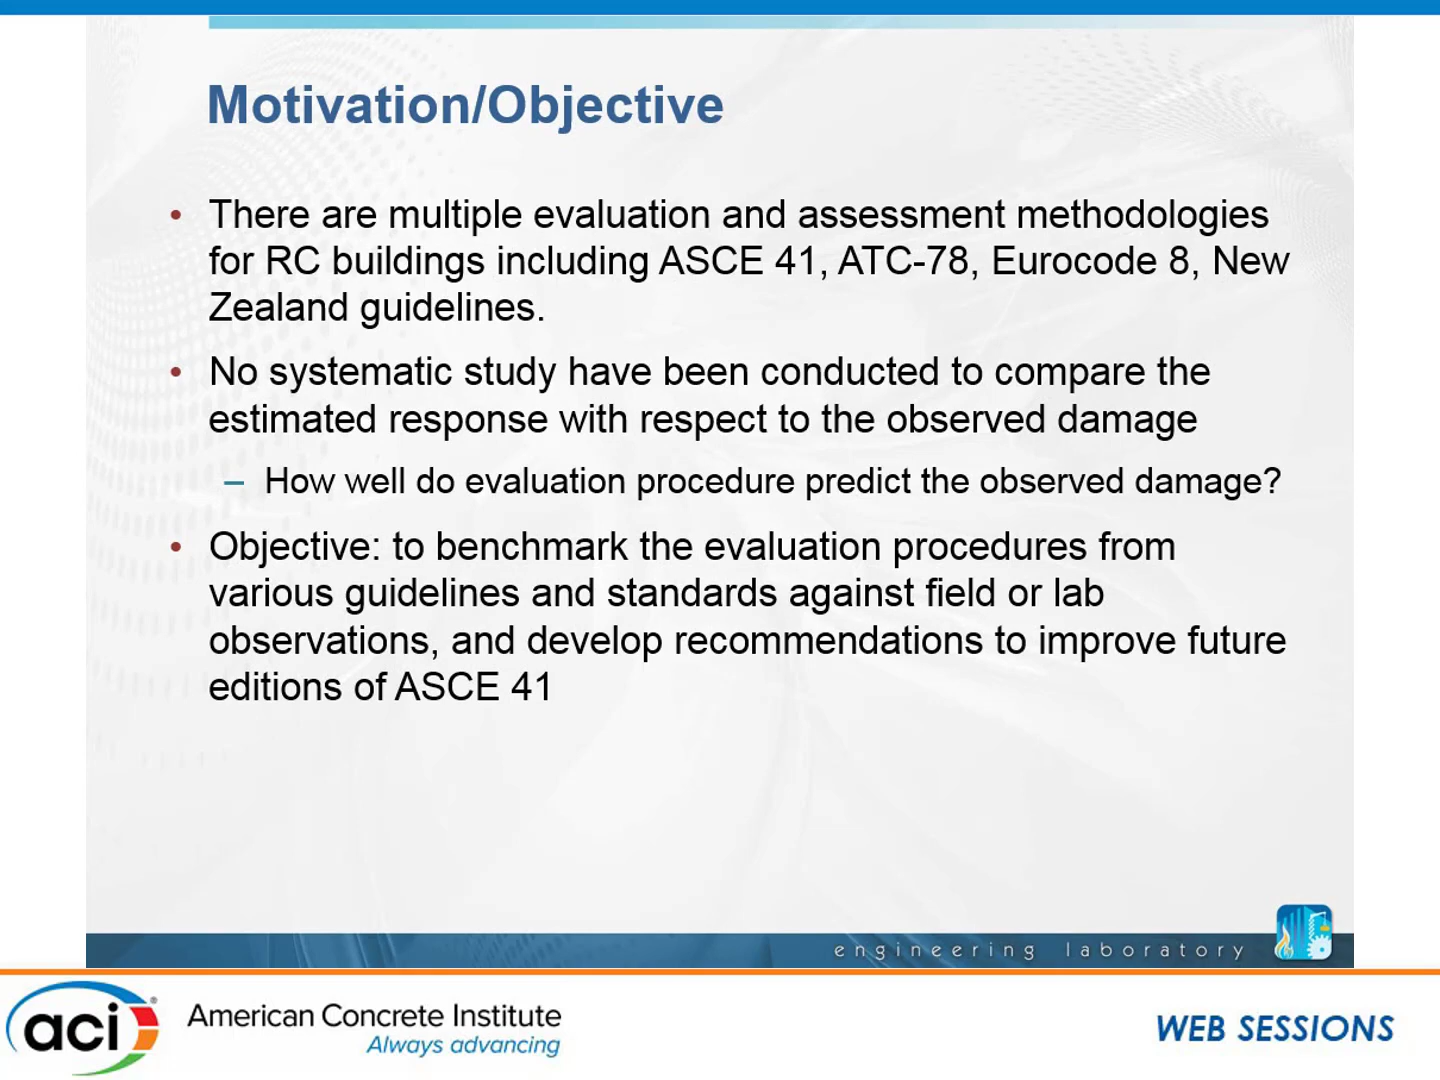 Motivation/Objective
• There are multiple evaluation and assessment methodologies
for RC buildings including ASCE 41, ATC-78, Eurocode 8, New
Zealand guidelines.
• No systematic study have been conducted to compare the
estimated response with respect to the observed damage
– How well do evaluation procedure predict the observed damage?
• Objective: to benchmark the evaluation procedures from
various guidelines and standards against field or lab
observations, and develop recommendations to improve future
editions of ASCE 41
engineering laboratory
aci®
American Concrete Institute
Always advancing
WEB SESSIONS